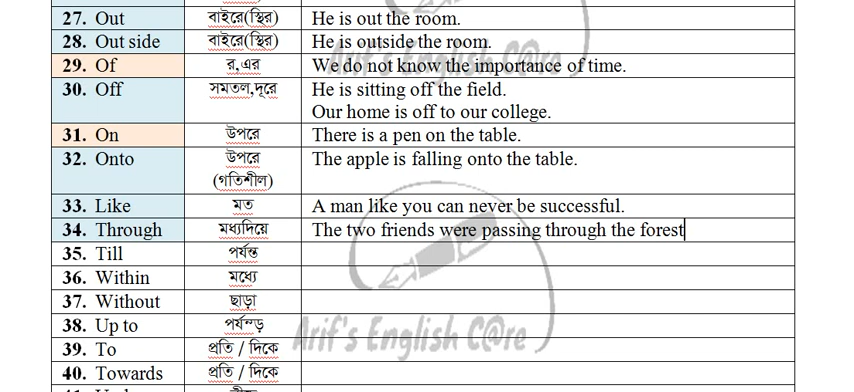 27. Out বাইরে(স্থির) He is out the room.
28. Out side বাইরে(স্থির) He is outside the room.
29. Of র,এর We do not know the importance of time.
30. Off সমতল,দূরে He is sitting off the field.
Our home is off to our college.
31. On উপরে There is a pen on the table.
32. Onto উপরে The apple is falling onto the table.
(গতিশীল)
33. Like মত A man like you can never be successful.
34. Through মধ্যদিয়ে The two friends were passing through the forest
35. Till পর্যন্ত
36. Within মধ্যে
37. Without ছাড়া
38. Up to
39. To প্রতি / দিকে
40. Towards প্রতি / দিকে
Arif's English C@re
Arif's English C@re